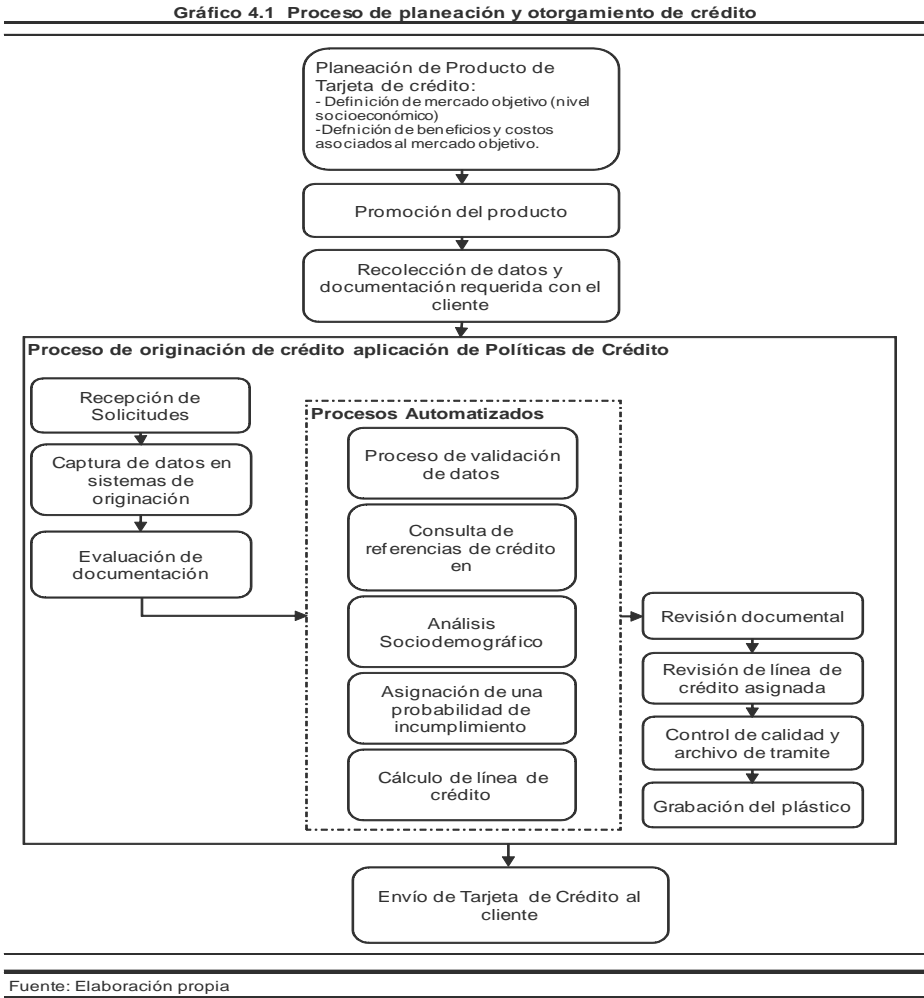 Gráfico 4.1 Proceso de planeación y otorgamiento de crédito
Planeación de Producto de
Tarjeta de crédito:
- Definición de mercado objetivo (nivel
socioeconómico)
-Defnición de beneficios y costos
asociados al mercado objetivo.
Promoción del producto
Recolección de datos y
documentación requerida con el
cliente
Proceso de originación de crédito aplicación de Políticas de Crédito
Recepción de
Solicitudes
Captura de datos en
sistemas de
originación
Evaluación de
documentación
Procesos Automatizados
Proceso de validación
de datos
Consulta de
referencias de crédito
en
Análisis
Sociodemográfico
Asignación de una
probabilidad de
incumplimiento
Cálculo de línea de
crédito
Revisión documental
Revisión de línea de
crédito asignada
Control de calidad y
archivo de tramite
Grabación del plástico
Envío de Tarjeta de Crédito al
cliente
Fuente: Elaboración propia